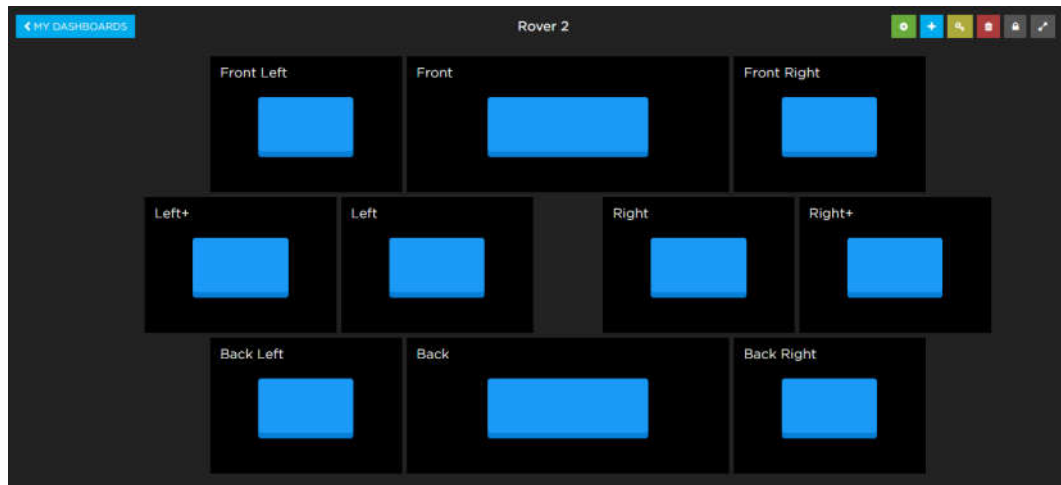 MY DASHBOARDS
Rover 2
Front Left
Front
Front Right
Left+
Left
Right
Right+
Back Left
Back
Back Right